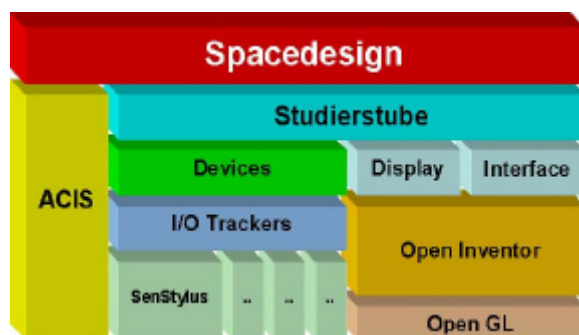 Spacedesign
Studierstube
Devices
Display
Interface
ACIS
I/O Trackers
Open Inventor
SenStylus
..
..
..
Open GL